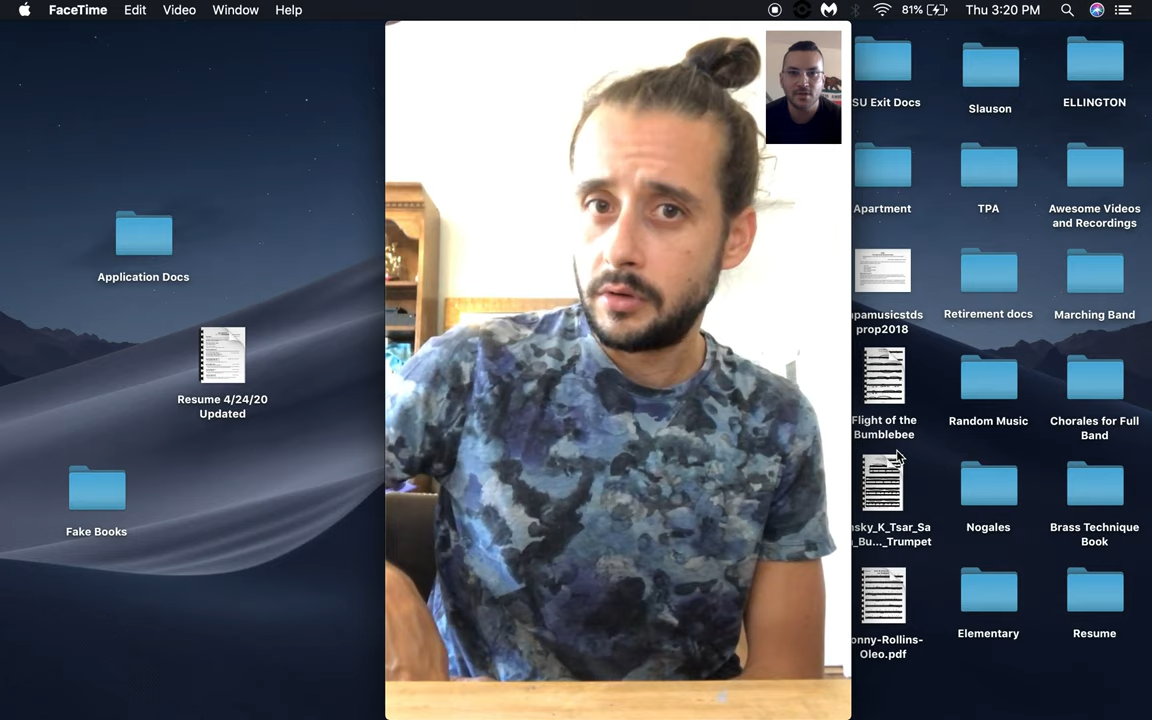 FaceTime Edit Video Window Help 81% Thu 3:20 PM
SU Exit Docs
Slauson
ELLINGTON
Apartment
TPA
Awesome Videos
and Recordings
Application Docs
pamusicstds
prop2018
Retirement docs
Marching Band
Resume 4/24/20
Updated
Flight of the
Bumblebee
Random Music
Chorales for Full
Band
Fake Books
nsky_K_Tsar_Sa
_Bu..._Trumpet
Nogales
Brass Technique
Book
onny-Rollins-
Oleo.pdf
Elementary
Resume